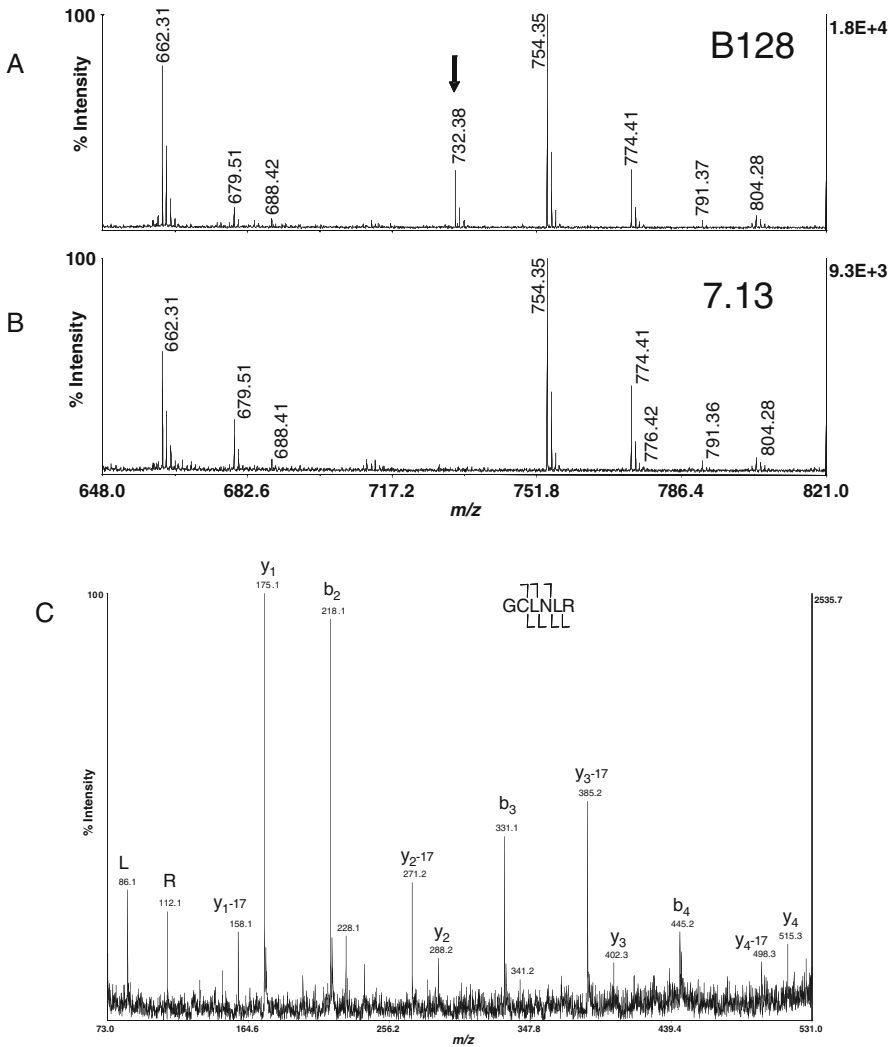 A
100
% Intensity
662.31
679.51
688.42
732.38
754.35
774.41
791.37
804.28
B128
1.8E+4
B
100
% Intensity
662.31
679.51
688.41
754.35
774.41
776.42
791.36
804.28
7.13
9.3E+3
648.0 682.6 717.2 751.8 786.4 821.0
m/z
C
100
% Intensity
GCLNLR
2535.7
L
86.1
R
112.1
y1-17
158.1
y1
175.1
b2
218.1
228.1
y2-17
271.2
y2
288.2
b3
331.1
341.2
y3-17
385.2
y3
402.3
b4
445.2
y4-17
498.3
y4
515.3
73.0 164.6 256.2 347.8 439.4 531.0
m/z